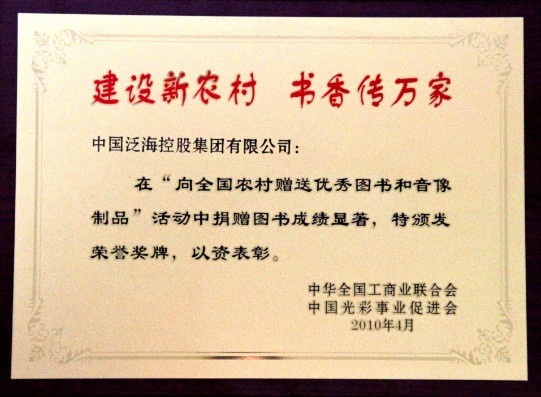 建设新农村 书香传万家
中国泛海控股集团有限公司：
在“向全国农村赠送优秀图书和音像
制品”活动中捐赠图书成绩显著，特颁发
荣誉奖牌，以资表彰。
中华全国工商业联合会
中国光彩事业促进会
2010年4月